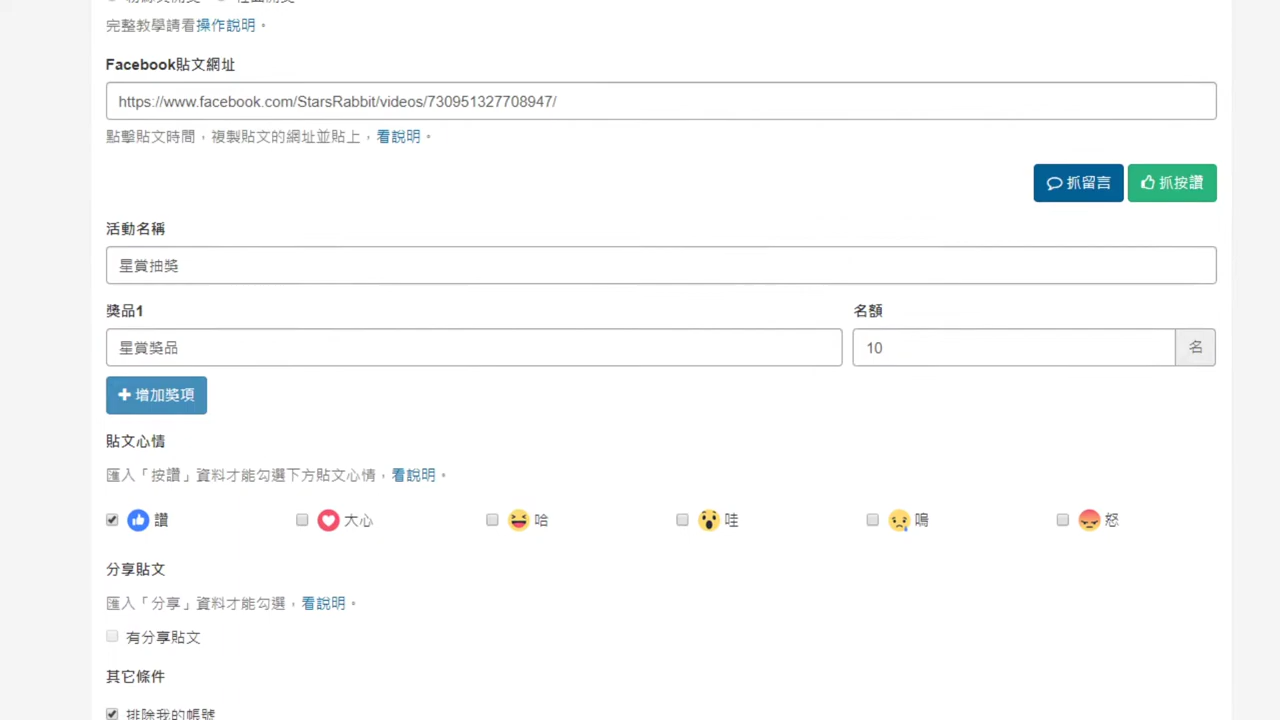 完整教學請看操作說明。
Facebook貼文網址
https://www.facebook.com/StarsRabbit/videos/730951327708947/
點擊貼文時間，複製貼文的網址並貼上，看說明。
抓留言 抓按讚
活動名稱
星賞抽獎
獎品1 名額
星賞獎品 10 名
增加獎項
貼文心情
匯入「按讚」資料才能勾選下方貼文心情，看說明。
讚 大心 哈 哇 嗚 怒
分享貼文
匯入「分享」資料才能勾選，看說明。
有分享貼文
其它條件
排除我的帳號